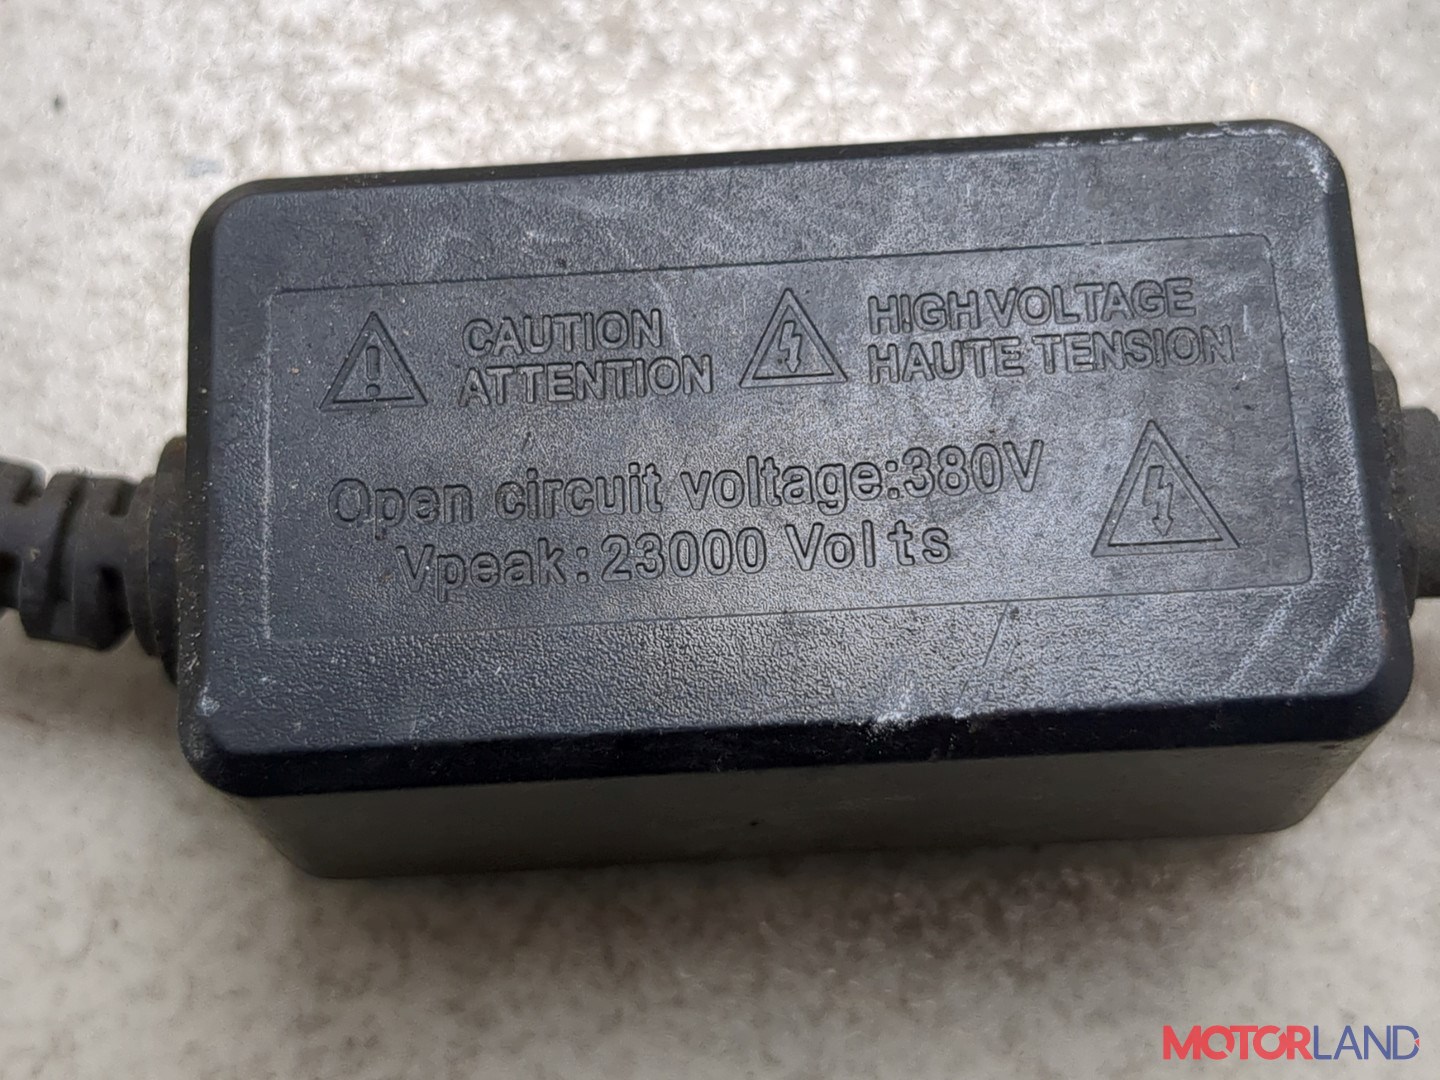 CAUTION
ATTENTION
HIGH VOLTAGE
HAUTE TENSION
Open circuit voltage:380V
Vpeak:23000 Volts
MOTORLAND